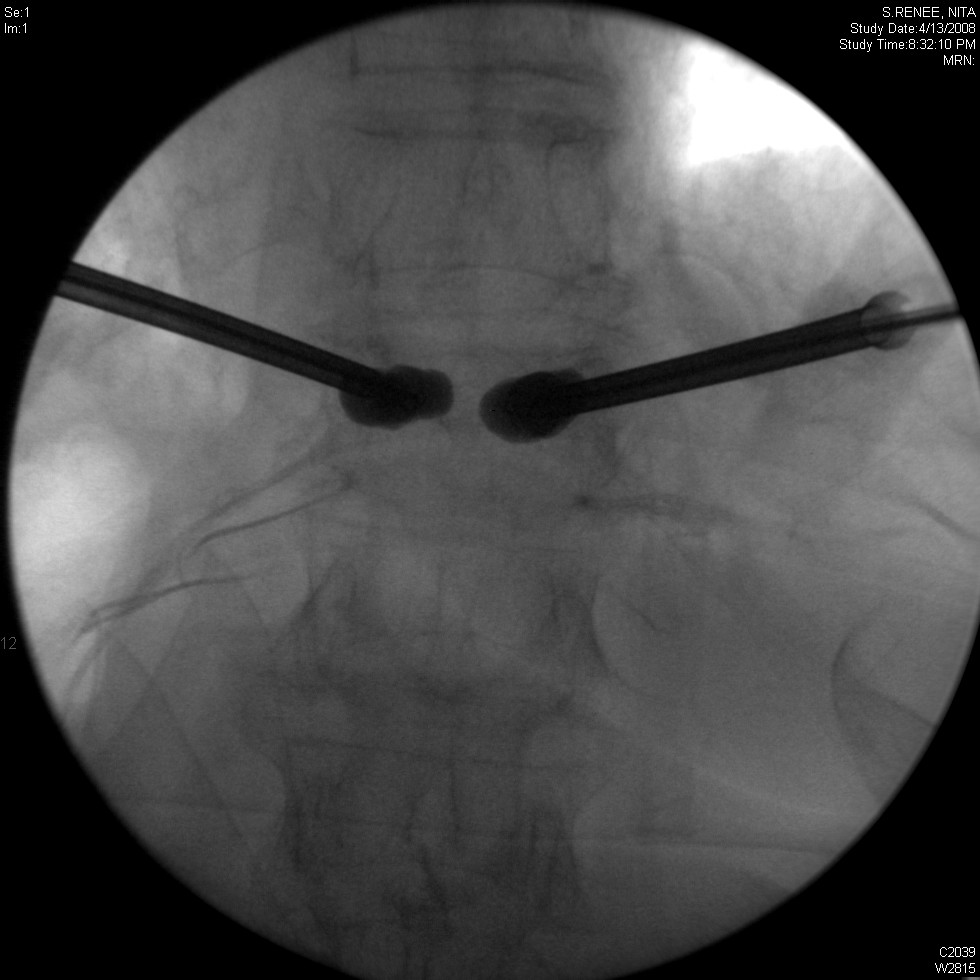 Se:1
Im:1
S.RENEE, NITA
Study Date:4/13/2008
Study Time:8:32:10 PM
MRN:
12
C2039
W2815